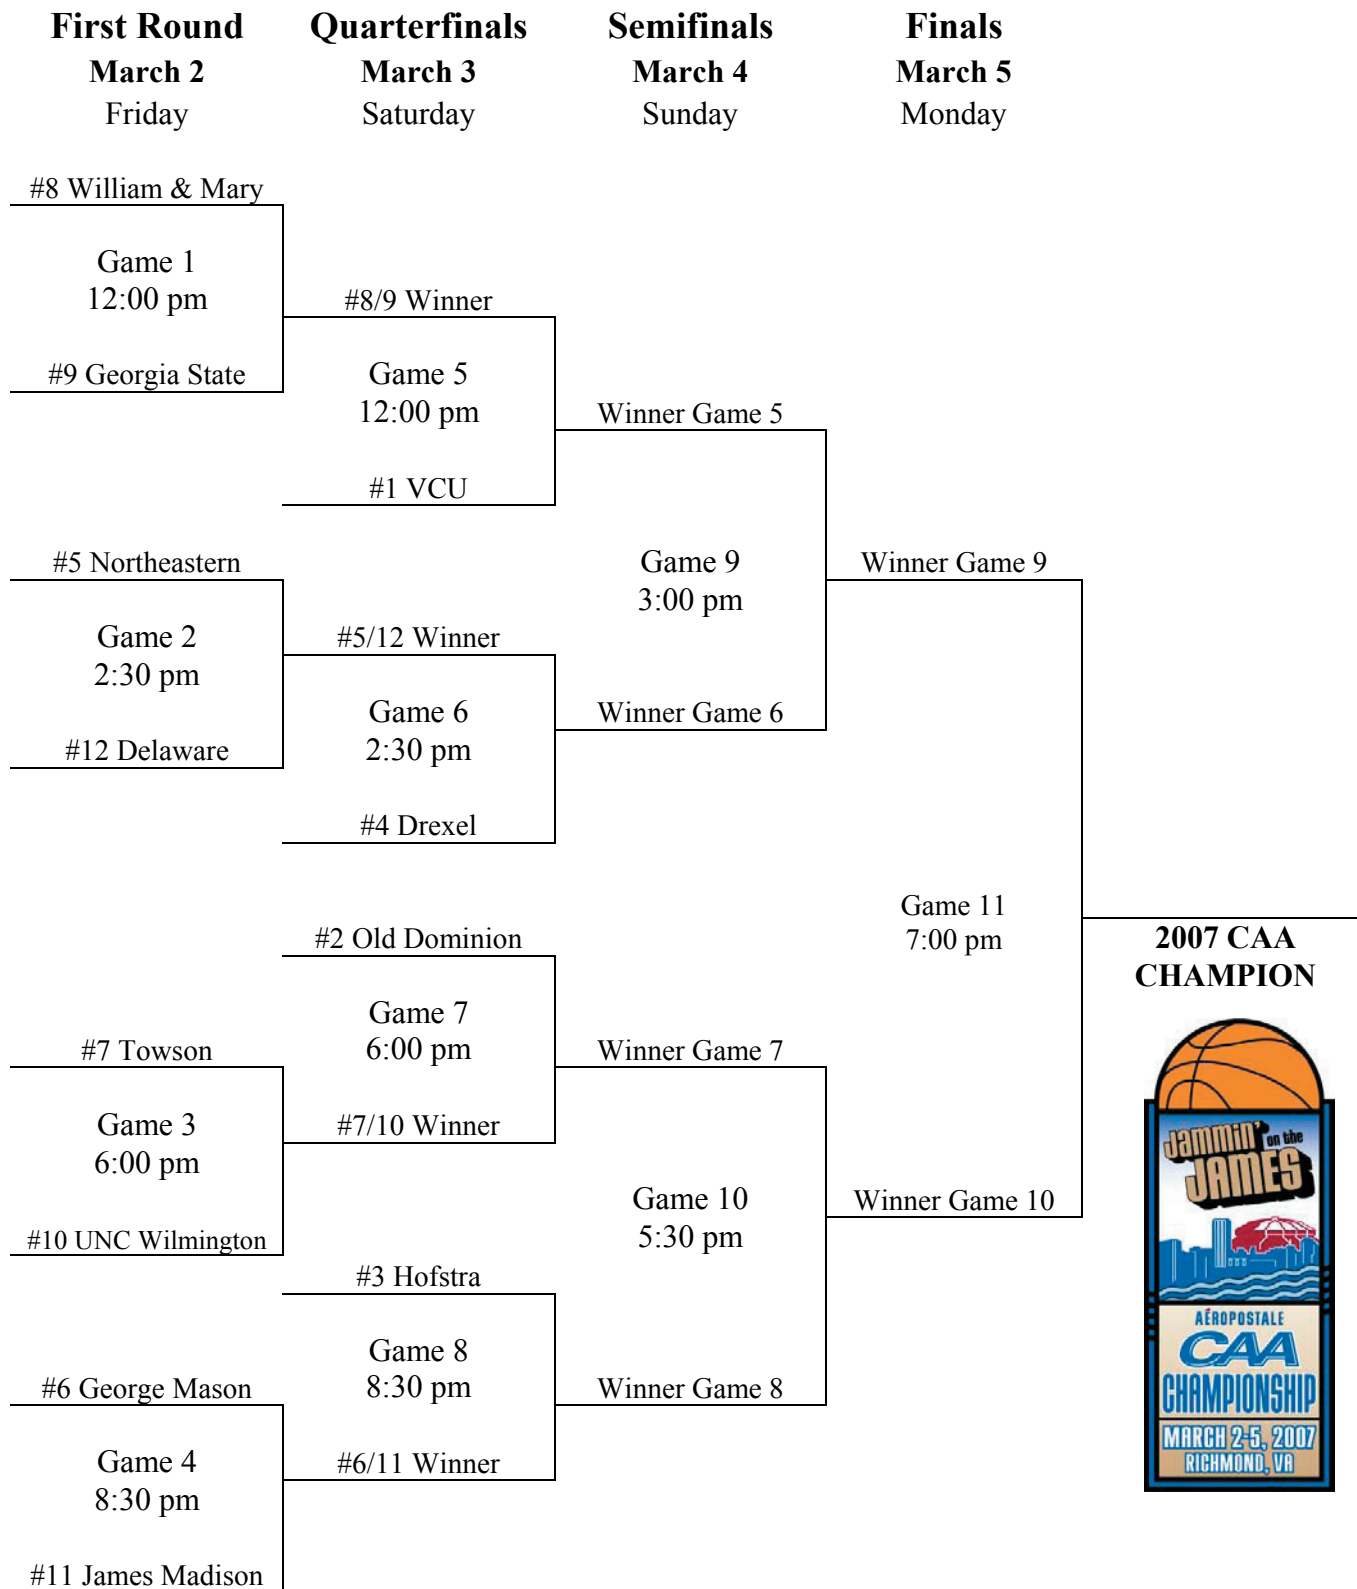 First Round
March 2
Friday
Quarterfinals
March 3
Saturday
Semifinals
March 4
Sunday
Finals
March 5
Monday
#8 William & Mary
Game 1
12:00 pm
#9 Georgia State
#5 Northeastern
Game 2
2:30 pm
#12 Delaware
#7 Towson
Game 3
6:00 pm
#10 UNC Wilmington
#6 George Mason
Game 4
8:30 pm
#11 James Madison
#8/9 Winner
Game 5
12:00 pm
#1 VCU
#5/12 Winner
Game 6
2:30 pm
#4 Drexel
#2 Old Dominion
Game 7
6:00 pm
#7/10 Winner
#3 Hofstra
Game 8
8:30 pm
#6/11 Winner
Winner Game 5
Game 9
3:00 pm
Winner Game 6
Winner Game 7
Game 10
5:30 pm
Winner Game 8
Winner Game 9
Game 11
7:00 pm
Winner Game 10
2007 CAA
CHAMPION
Jammin' on the
JAMES
AÉROPOSTALE
CAA
CHAMPIONSHIP
MARCH 2-5, 2007
RICHMOND, VA